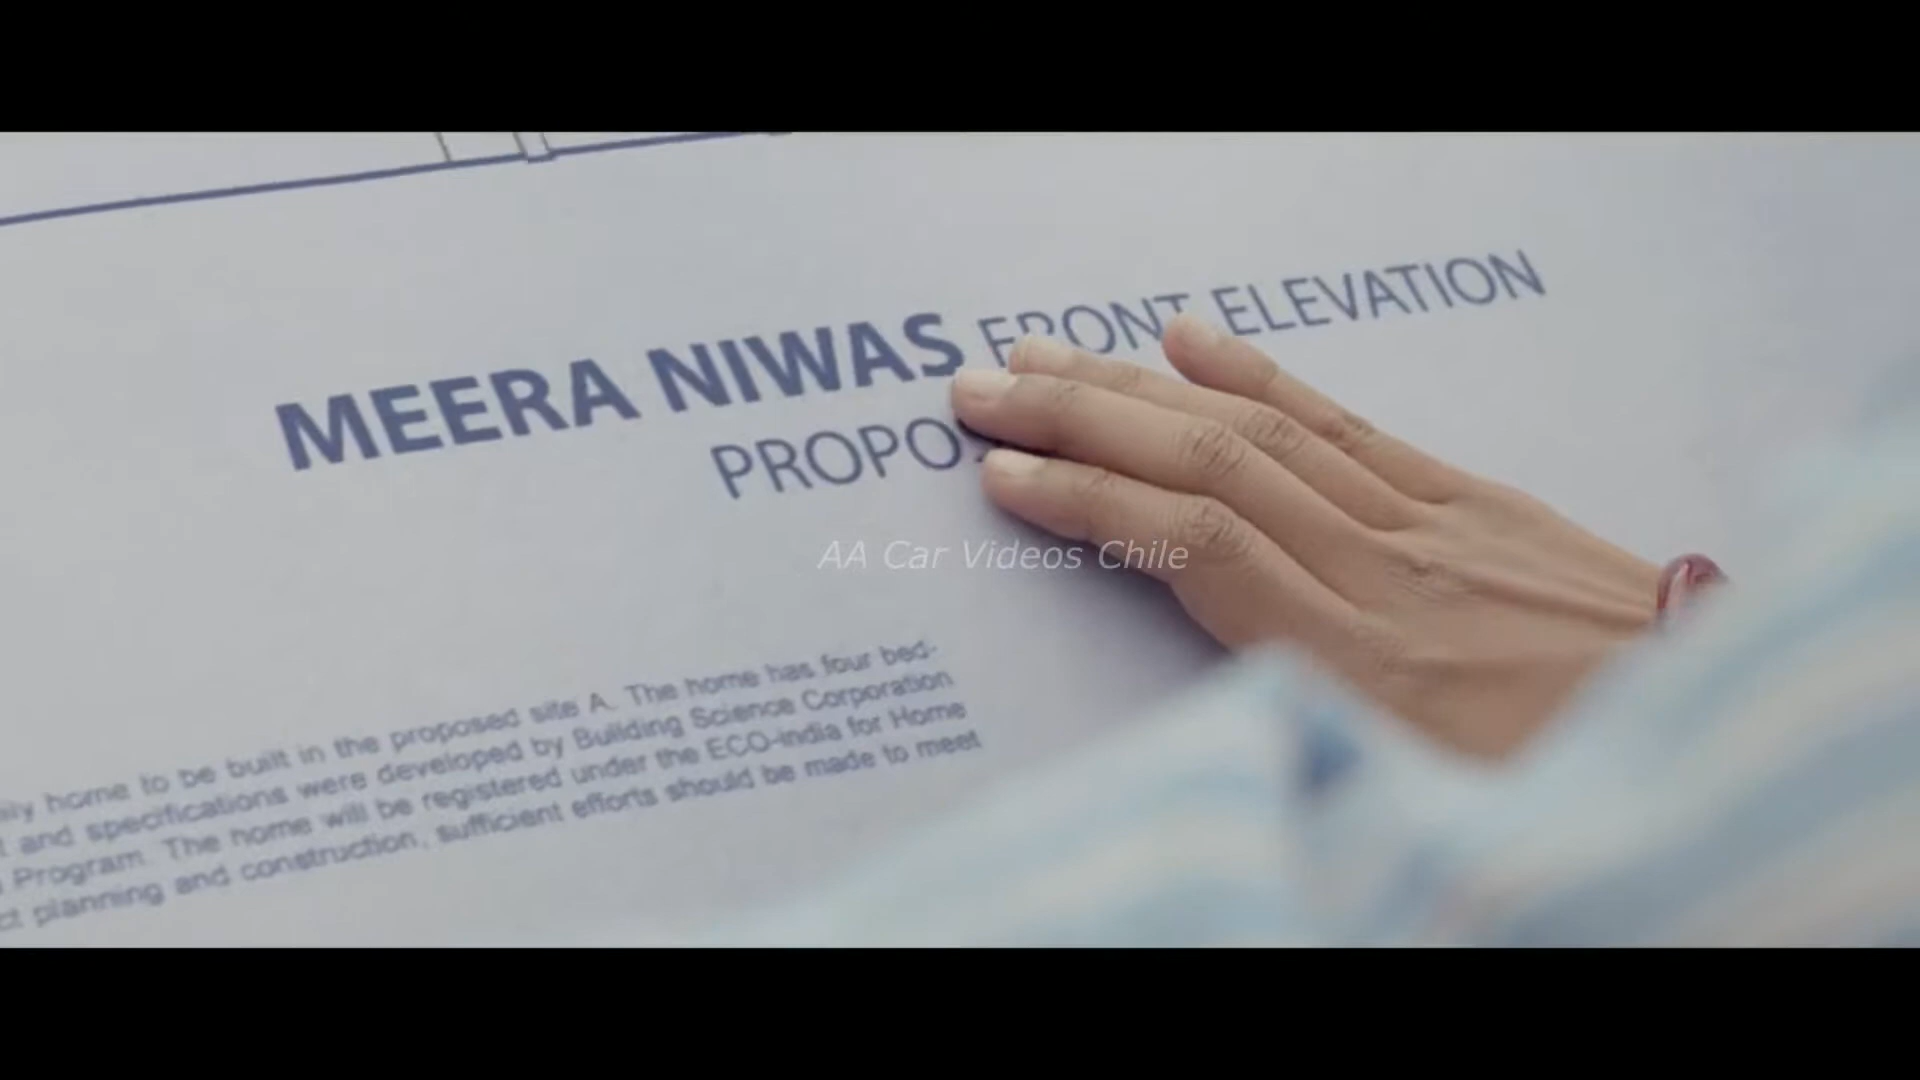 MEERA NIWAS FRONT ELEVATION
PROPOS
AA Car Videos Chile
home to be built in the proposed site A. The home has four bed-
and specifications were developed by Building Science Corporation
Program. The home will be registered under the ECO-India for Home
planning and construction, sufficient efforts should be made to meet